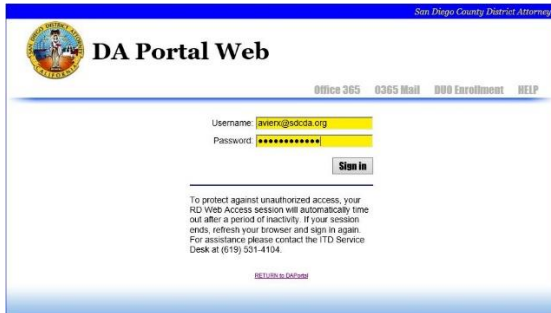 San Diego County District Attorney
DA Portal Web
Office 365 O365 Mail DUO Enrollment HELP
Username: avierx@sdcda.org
Password: ●●●●●●●●●●●●
Sign in
To protect against unauthorized access, your
RD Web Access session will automatically time
out after a period of inactivity. If your session
ends, refresh your browser and sign in again.
For assistance please contact the ITD Service
Desk at (619) 531-4104.
RETURN to DAPortal